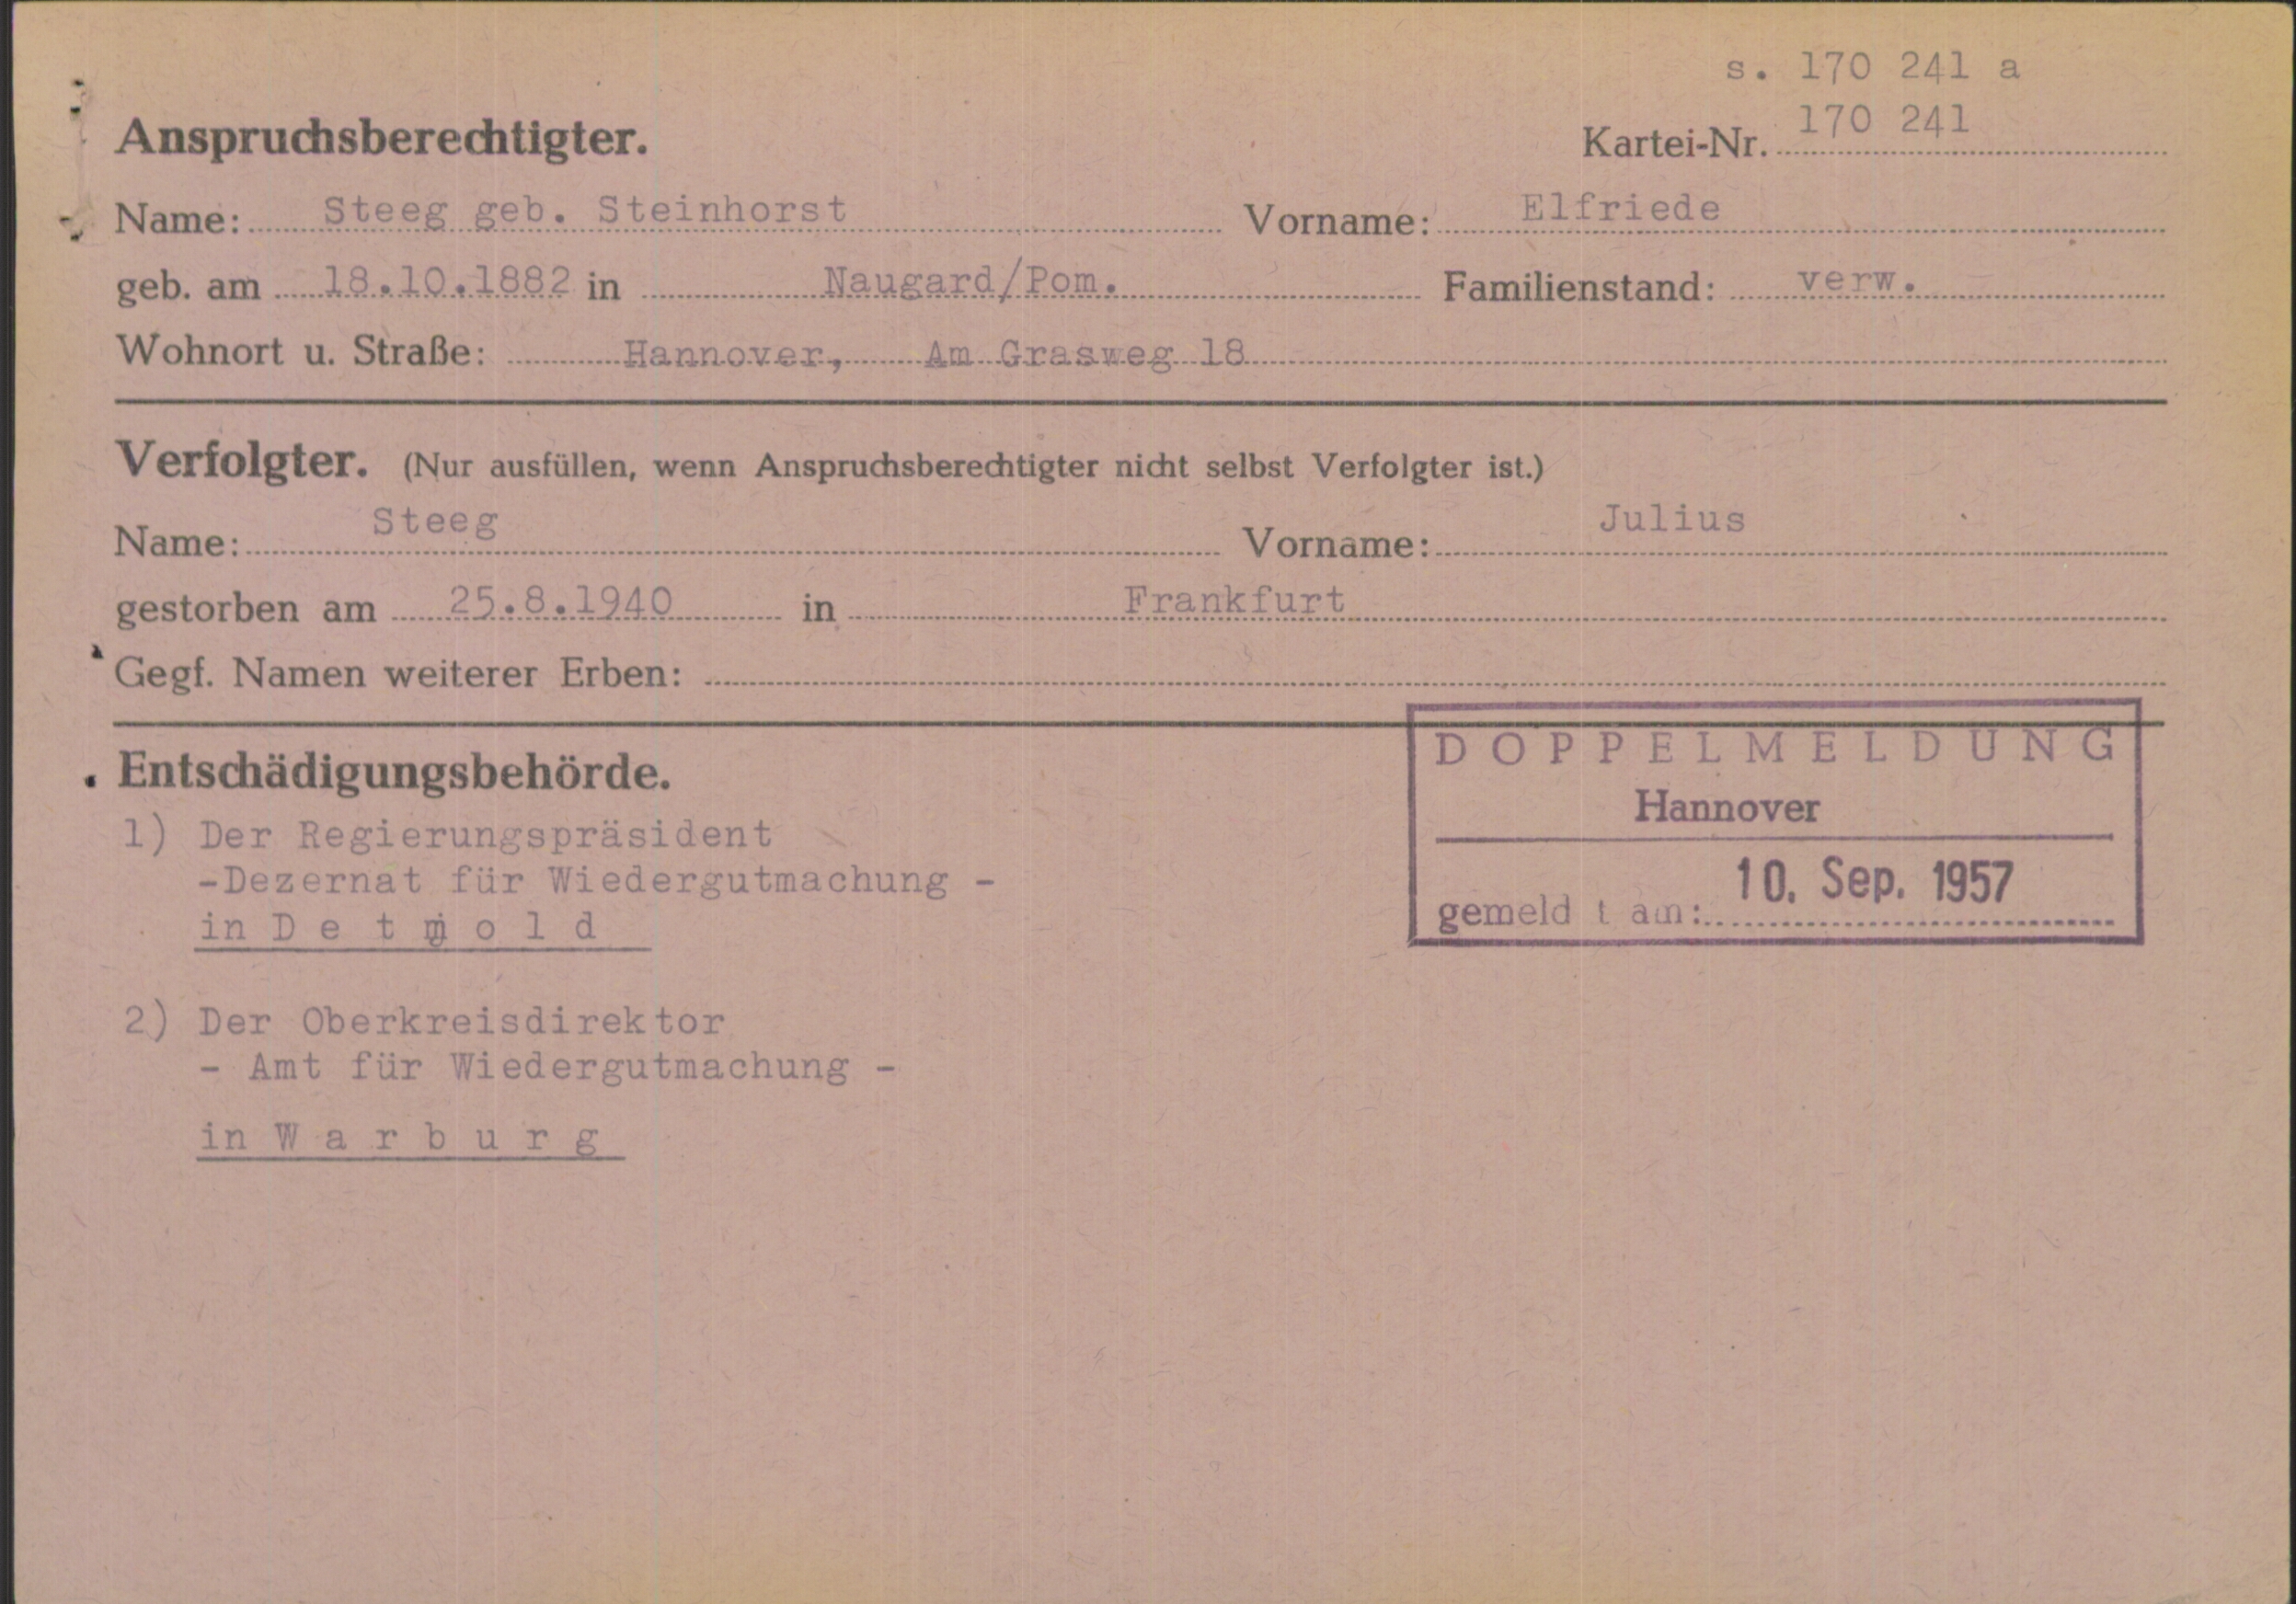 s. 170 241 a
Anspruchsberechtigter. Kartei-Nr. 170 241
Name: Steeg geb. Steinhorst Vorname: Elfriede
geb. am 18.10.1882 in Naugard/Pom. Familienstand: verw.
Wohnort u. Straße: Hannover, Am Grasweg 18
Verfolgter. (Nur ausfüllen, wenn Anspruchsberechtigter nicht selbst Verfolgter ist.)
Name: Steeg Vorname: Julius
gestorben am 25.8.1940 in Frankfurt
Gegf. Namen weiterer Erben:
Entschädigungsbehörde.
1) Der Regierungspräsident
-Dezernat für Wiedergutmachung -
in D e t m o l d
2) Der Oberkreisdirektor
- Amt für Wiedergutmachung -
in W a r b u r g
D O P P E L M E L D U N G
Hannover
gemeld t am: 10. Sep. 1957